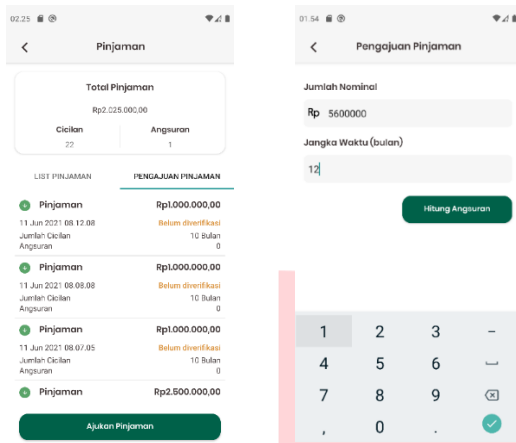 02.25
Pinjaman
Total Pinjaman
Rp2.025.000,00
Cicilan Angsuran
22 1
LIST PINJAMAN PENGAJUAN PINJAMAN
Pinjaman Rp1.000.000,00
11 Jun 2021 08.12.08 Belum diverifikasi
Jumlah Cicilan 10 Bulan
Angsuran 0
Pinjaman Rp1.000.000,00
11 Jun 2021 08.08.08 Belum diverifikasi
Jumlah Cicilan 10 Bulan
Angsuran 0
Pinjaman Rp1.000.000,00
11 Jun 2021 08.07.05 Belum diverifikasi
Jumlah Cicilan 10 Bulan
Angsuran 0
Pinjaman Rp2.500.000,00
Ajukan Pinjaman
01.54
Pengajuan Pinjaman
Jumlah Nominal
Rp 5600000
Jangka Waktu (bulan)
12
Hitung Angsuran
1 2 3 -
4 5 6
7 8 9
, 0 .